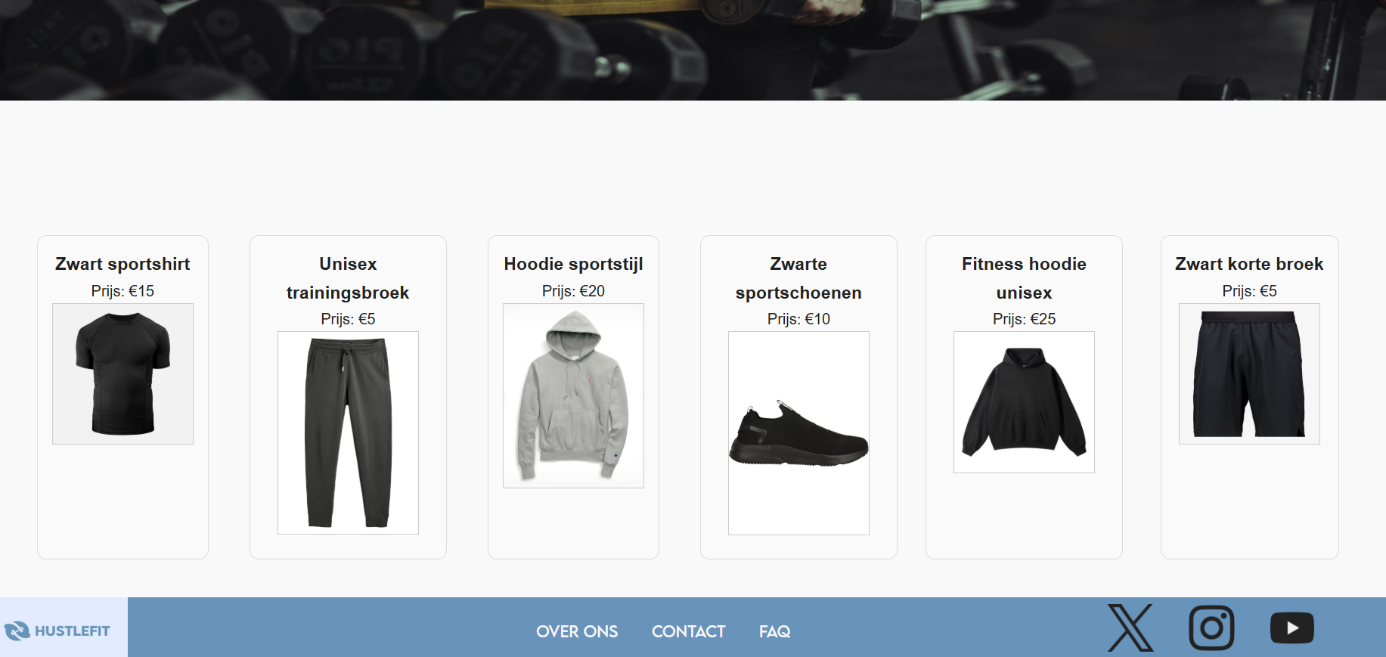 Zwart sportshirt
Prijs: €15
Unisex
trainingsbroek
Prijs: €5
Hoodie sportstijl
Prijs: €20
Zwarte
sportschoenen
Prijs: €10
Fitness hoodie
unisex
Prijs: €25
Zwart korte broek
Prijs: €5
HUSTLEFIT
OVER ONS
CONTACT
FAQ